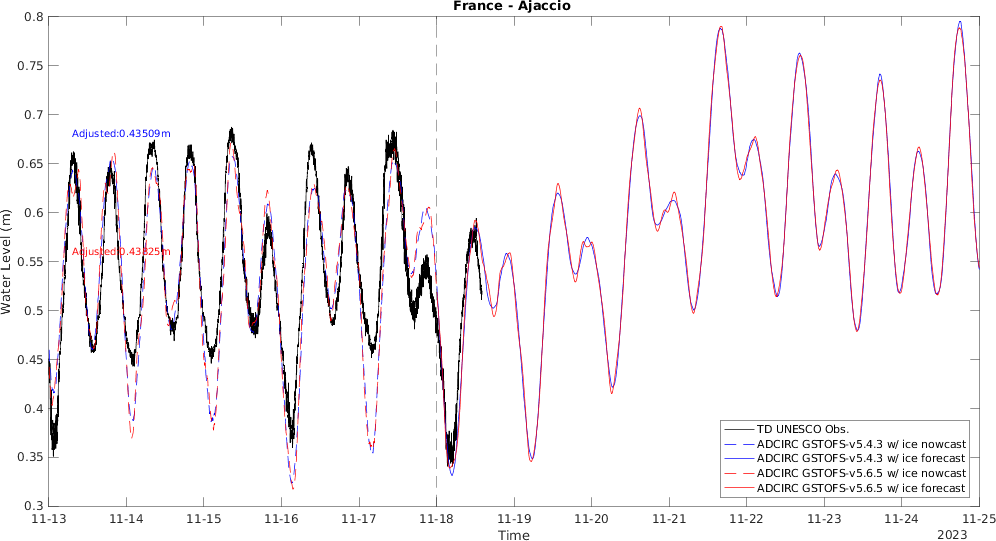 France - Ajaccio
0.8
0.75
0.7
0.65
0.6
0.55
0.5
0.45
0.4
0.35
0.3
Water Level (m)
Adjusted:0.43509m
Adjusted:0.43325m
TD UNESCO Obs.
ADCIRC GSTOFS-v5.4.3 w/ ice nowcast
ADCIRC GSTOFS-v5.4.3 w/ ice forecast
ADCIRC GSTOFS-v5.6.5 w/ ice nowcast
ADCIRC GSTOFS-v5.6.5 w/ ice forecast
11-13 11-14 11-15 11-16 11-17 11-18 11-19 11-20 11-21 11-22 11-23 11-24 11-25
Time
2023